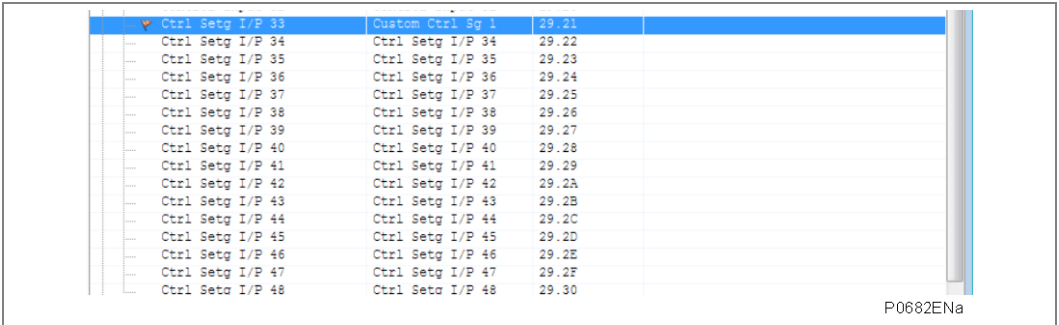 Ctrl Setg I/P 33 Custom Ctrl Sg 1 29.21
Ctrl Setg I/P 34 Ctrl Setg I/P 34 29.22
Ctrl Setg I/P 35 Ctrl Setg I/P 35 29.23
Ctrl Setg I/P 36 Ctrl Setg I/P 36 29.24
Ctrl Setg I/P 37 Ctrl Setg I/P 37 29.25
Ctrl Setg I/P 38 Ctrl Setg I/P 38 29.26
Ctrl Setg I/P 39 Ctrl Setg I/P 39 29.27
Ctrl Setg I/P 40 Ctrl Setg I/P 40 29.28
Ctrl Setg I/P 41 Ctrl Setg I/P 41 29.29
Ctrl Setg I/P 42 Ctrl Setg I/P 42 29.2A
Ctrl Setg I/P 43 Ctrl Setg I/P 43 29.2B
Ctrl Setg I/P 44 Ctrl Setg I/P 44 29.2C
Ctrl Setg I/P 45 Ctrl Setg I/P 45 29.2D
Ctrl Setg I/P 46 Ctrl Setg I/P 46 29.2E
Ctrl Setg I/P 47 Ctrl Setg I/P 47 29.2F
Ctrl Setg I/P 48 Ctrl Setg I/P 48 29.30
P0682ENa